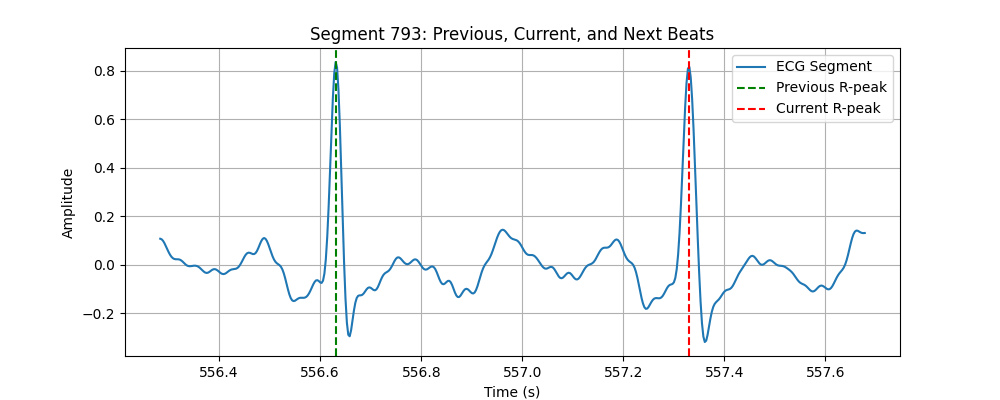 Segment 793: Previous, Current, and Next Beats
ECG Segment
Previous R-peak
Current R-peak
Amplitude
0.8
0.6
0.4
0.2
0.0
−0.2
556.4 556.6 556.8 557.0 557.2 557.4 557.6
Time (s)